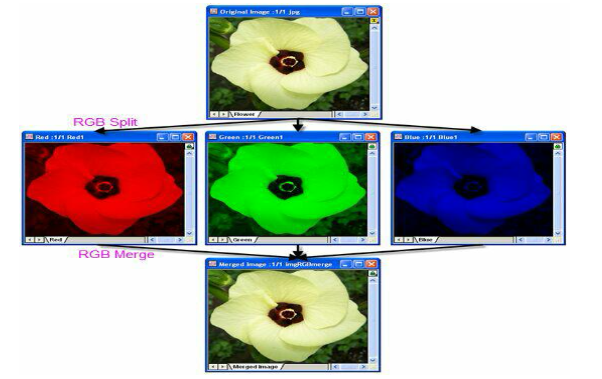 Original Image :1/1 .jpg
Flower
RGB Split
Red :1/1 Red1
Green :1/1 Green1
Blue :1/1 Blue1
Red
Green
Blue
RGB Merge
Merged Image :1/1 imgRGBmerge
Merged Image